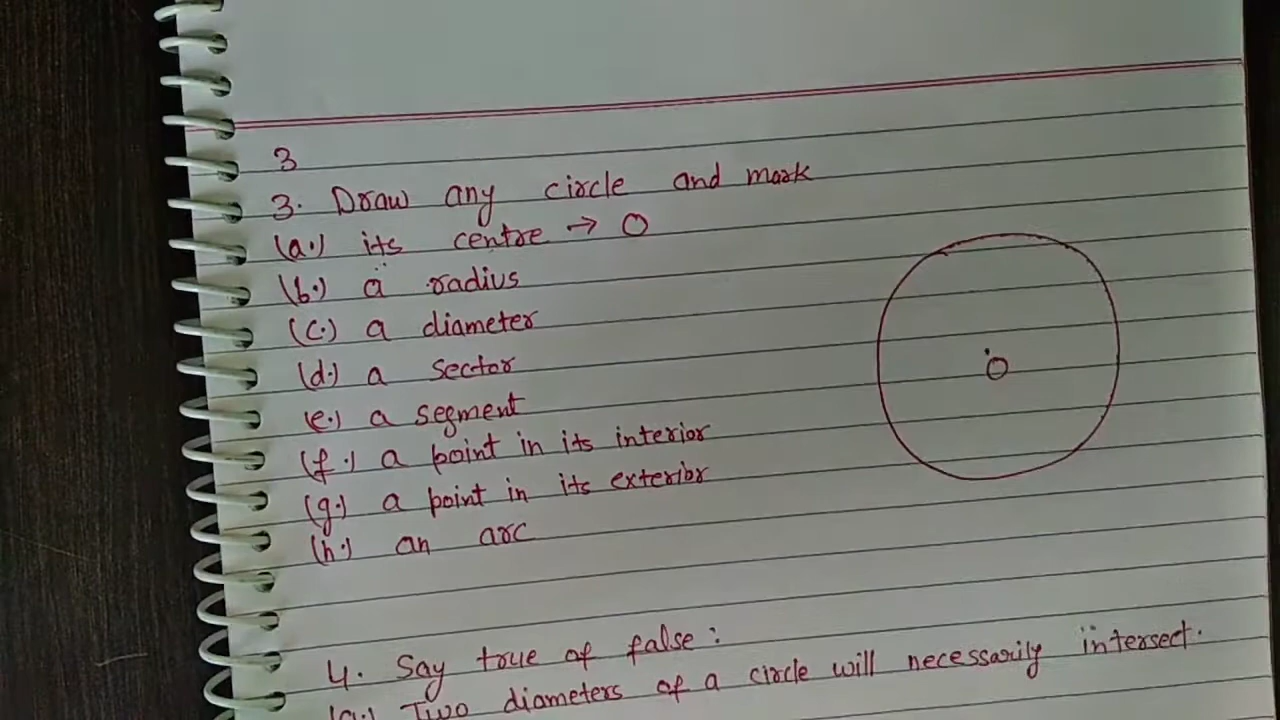 3
3. Draw any circle and mark
(a.) its centre → O
(b.) a radius
(c.) a diameter
(d.) a sector
(e.) a segment
(f.) a point in its interior
(g.) a point in its exterior
(h.) an arc
O
4. Say true of false:
(a.) Two diameters of a circle will necessarily intersect.